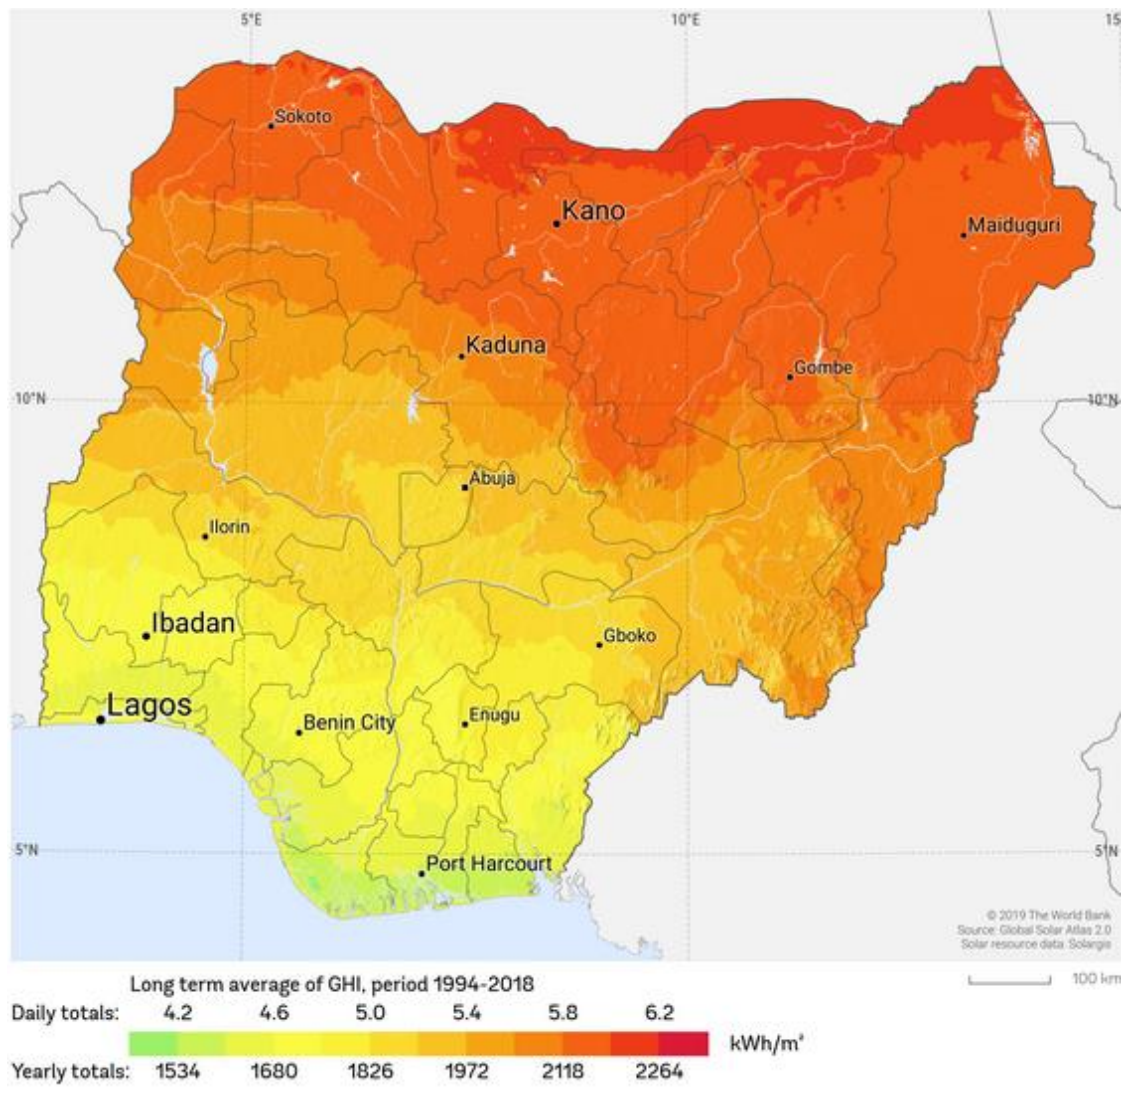 5°E 10°E 15
Sokoto
Kano
Maiduguri
Kaduna
Gombe
10°N 10°N
Abuja
Ilorin
Ibadan
Gboko
Lagos
Enugu
Benin City
5°N 5°N
Port Harcourt
© 2019 The World Bank
Source: Global Solar Atlas 2.0
Solar resource data: Solargis
100 km
Long term average of GHI, period 1994-2018
Daily totals: 4.2 4.6 5.0 5.4 5.8 6.2
kWh/m²
Yearly totals: 1534 1680 1826 1972 2118 2264